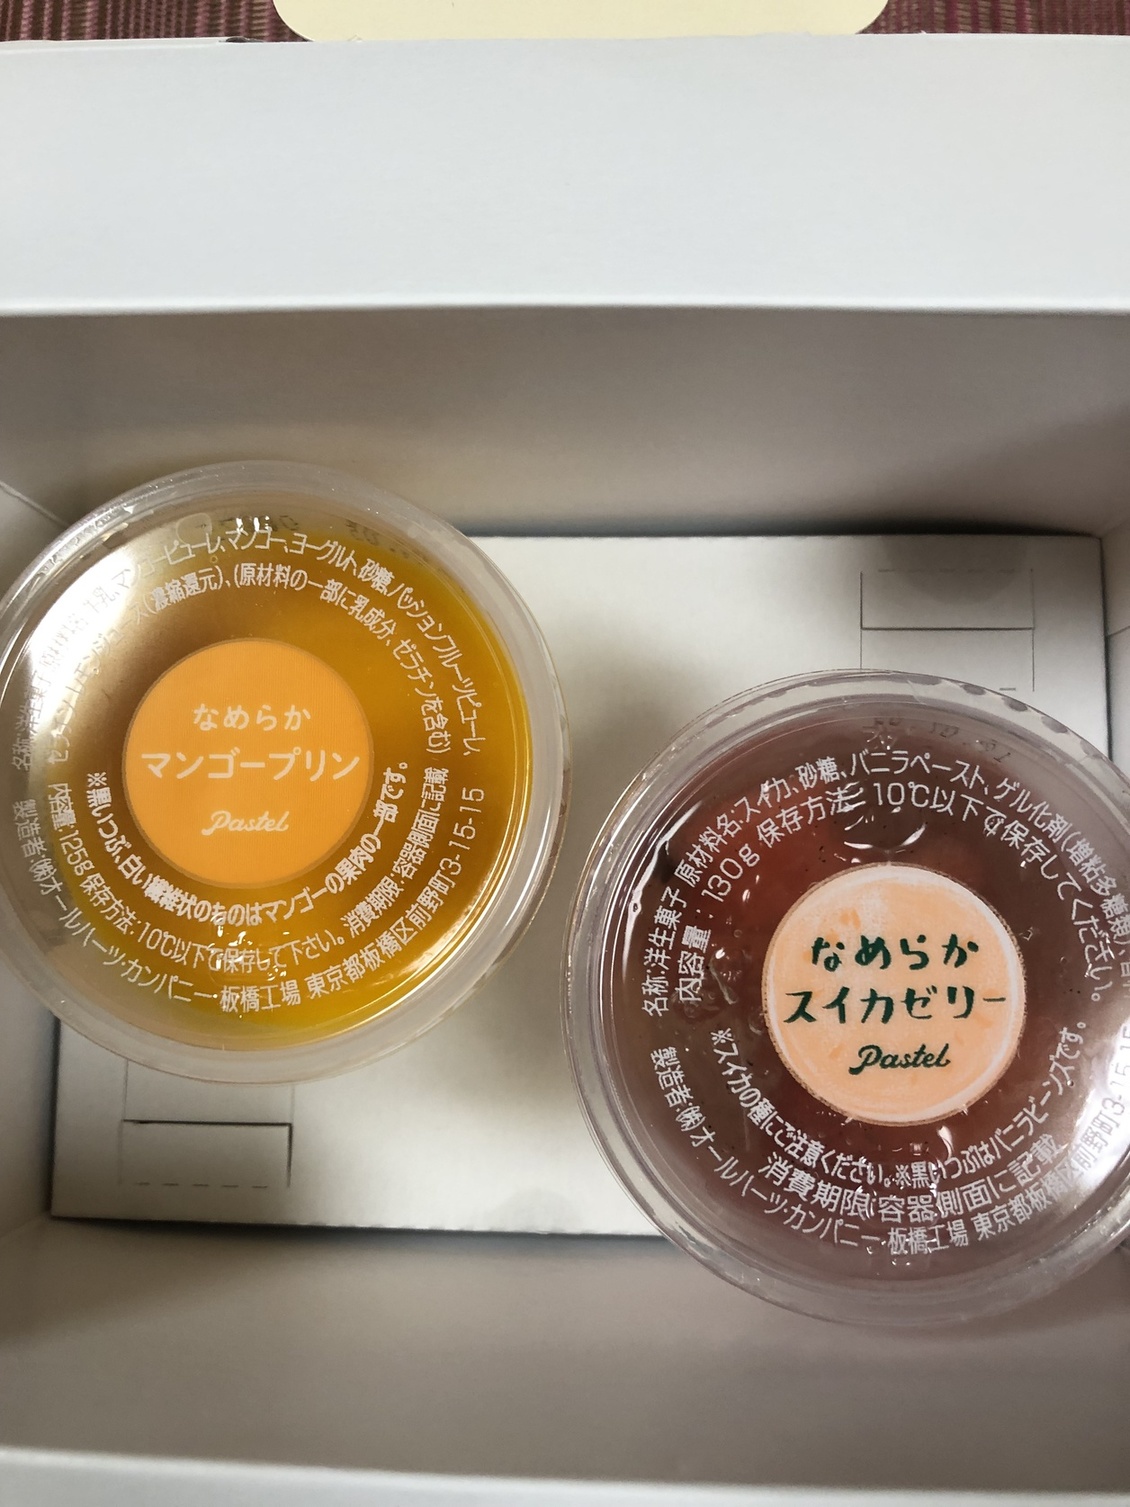 なめらか
マンゴープリン
Pastel
マンゴーピューレ、マンゴー、ヨーグルト、砂糖、パッションフルーツピューレ、
(濃縮還元)、(原材料の一部に乳成分、ゼラチンを含む)
※黒いつぶ、白い繊維状のものはマンゴーの果肉の一部です。
内容量:125g 保存方法:10℃以下で保存して下さい。消費期限:容器側面に記載
製造者:㈱オールハーツ・カンパニー 板橋工場 東京都板橋区前野町3-15-15
なめらか
スイカゼリー
Pastel
名称:洋生菓子 原材料名:スイカ、砂糖、バニラペースト、ゲル化剤(増粘多糖類)、
内容量:130g 保存方法:10℃以下で保存してください。
※スイカの種にご注意ください。※黒いつぶはバニラビーンズです。
消費期限:容器側面に記載
製造者:㈱オールハーツ・カンパニー 板橋工場 東京都板橋区前野町3-15-15